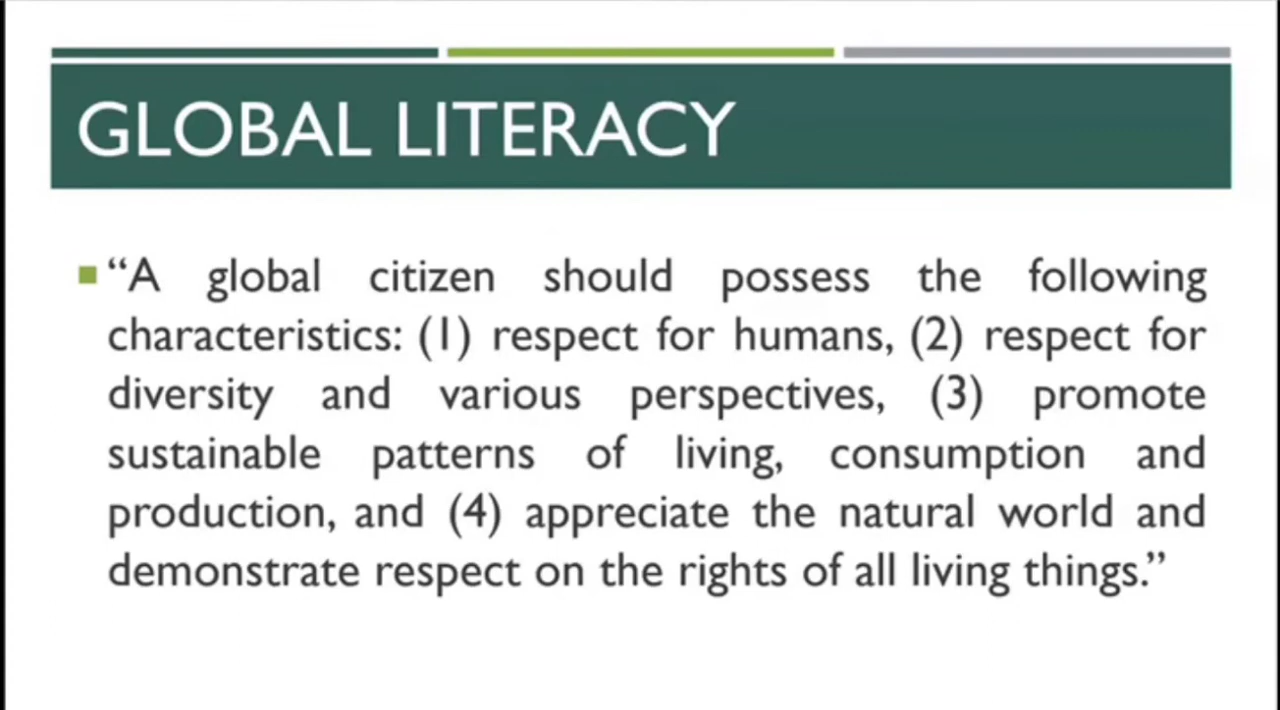 GLOBAL LITERACY
“A global citizen should possess the following
characteristics: (1) respect for humans, (2) respect for
diversity and various perspectives, (3) promote
sustainable patterns of living, consumption and
production, and (4) appreciate the natural world and
demonstrate respect on the rights of all living things.”